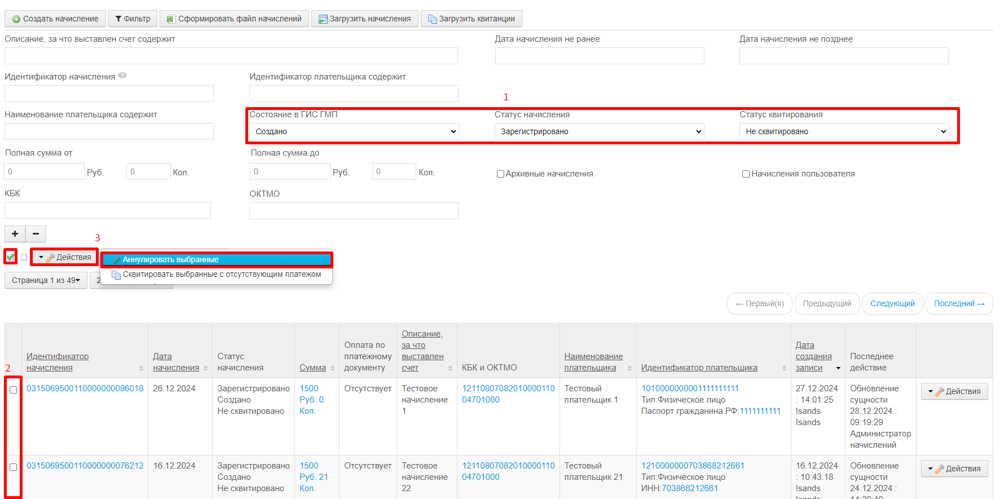 Создать начисление Фильтр Сформировать файл начислений Загрузить начисления Загрузить квитанции
Описание, за что выставлен счет содержит Дата начисления не ранее Дата начисления не позднее
Идентификатор начисления ? Идентификатор плательщика содержит
1
Наименование плательщика содержит Состояние в ГИС ГМП Статус начисления Статус квитирования
Создано Зарегистрировано Не сквитировано
Полная сумма от Полная сумма до
0 Руб. 0 Коп. 0 Руб. 0 Коп. Архивные начисления Начисления пользователя
КБК ОКТМО
+ −
3
Действия Аннулировать выбранные
Сквитировать выбранные с отсутствующим платежом
Страница 1 из 49 2
← Первый(я) Предыдущий Следующий Последний →
2
Идентификатор начисления
Дата начисления
Статус начисления
Сумма
Оплата по платежному документу
Описание, за что выставлен счет
КБК и ОКТМО
Наименование плательщика
Идентификатор плательщика
Дата создания записи
Последнее действие
0315069500110000000086018
26.12.2024
Зарегистрировано
Создано
Не сквитировано
1500
Руб. 0
Коп.
Отсутствует
Тестовое
начисление
1
12110807082010000110
04701000
Тестовый
плательщик 1
1010000000001111111111
Тип:Физическое лицо
Паспорт гражданина РФ:1111111111
27.12.2024
: 14:01:25
Isands
Isands
Обновление
сущности
28.12.2024 :
09:19:29
Администратор
начислений
Действия
0315069500110000000076212
16.12.2024
Зарегистрировано
Создано
Не сквитировано
1500
Руб. 21
Коп.
Отсутствует
Тестовое
начисление
22
12110807082010000110
04701000
Тестовый
плательщик 21
1210000000703868212661
Тип:Физическое лицо
ИНН:703868212661
16.12.2024
: 10:43:18
Isands
Isands
Обновление
сущности
24.12.2024 :
14:20:40
Действия